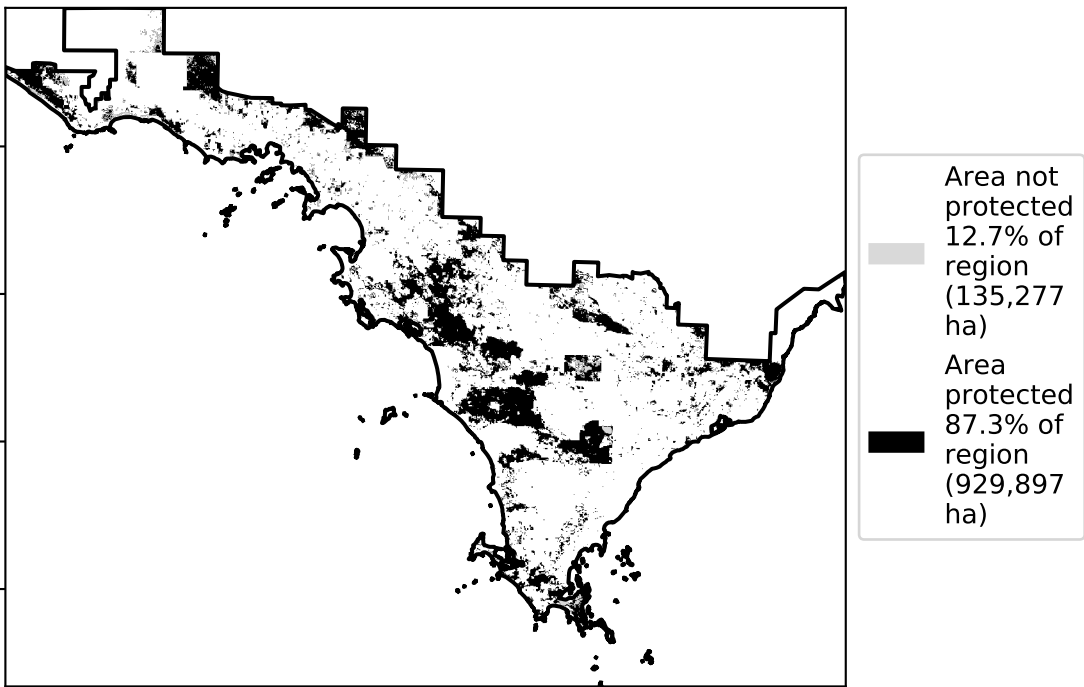 Area not
protected
12.7% of
region
(135,277
ha)
Area
protected
87.3% of
region
(929,897
ha)